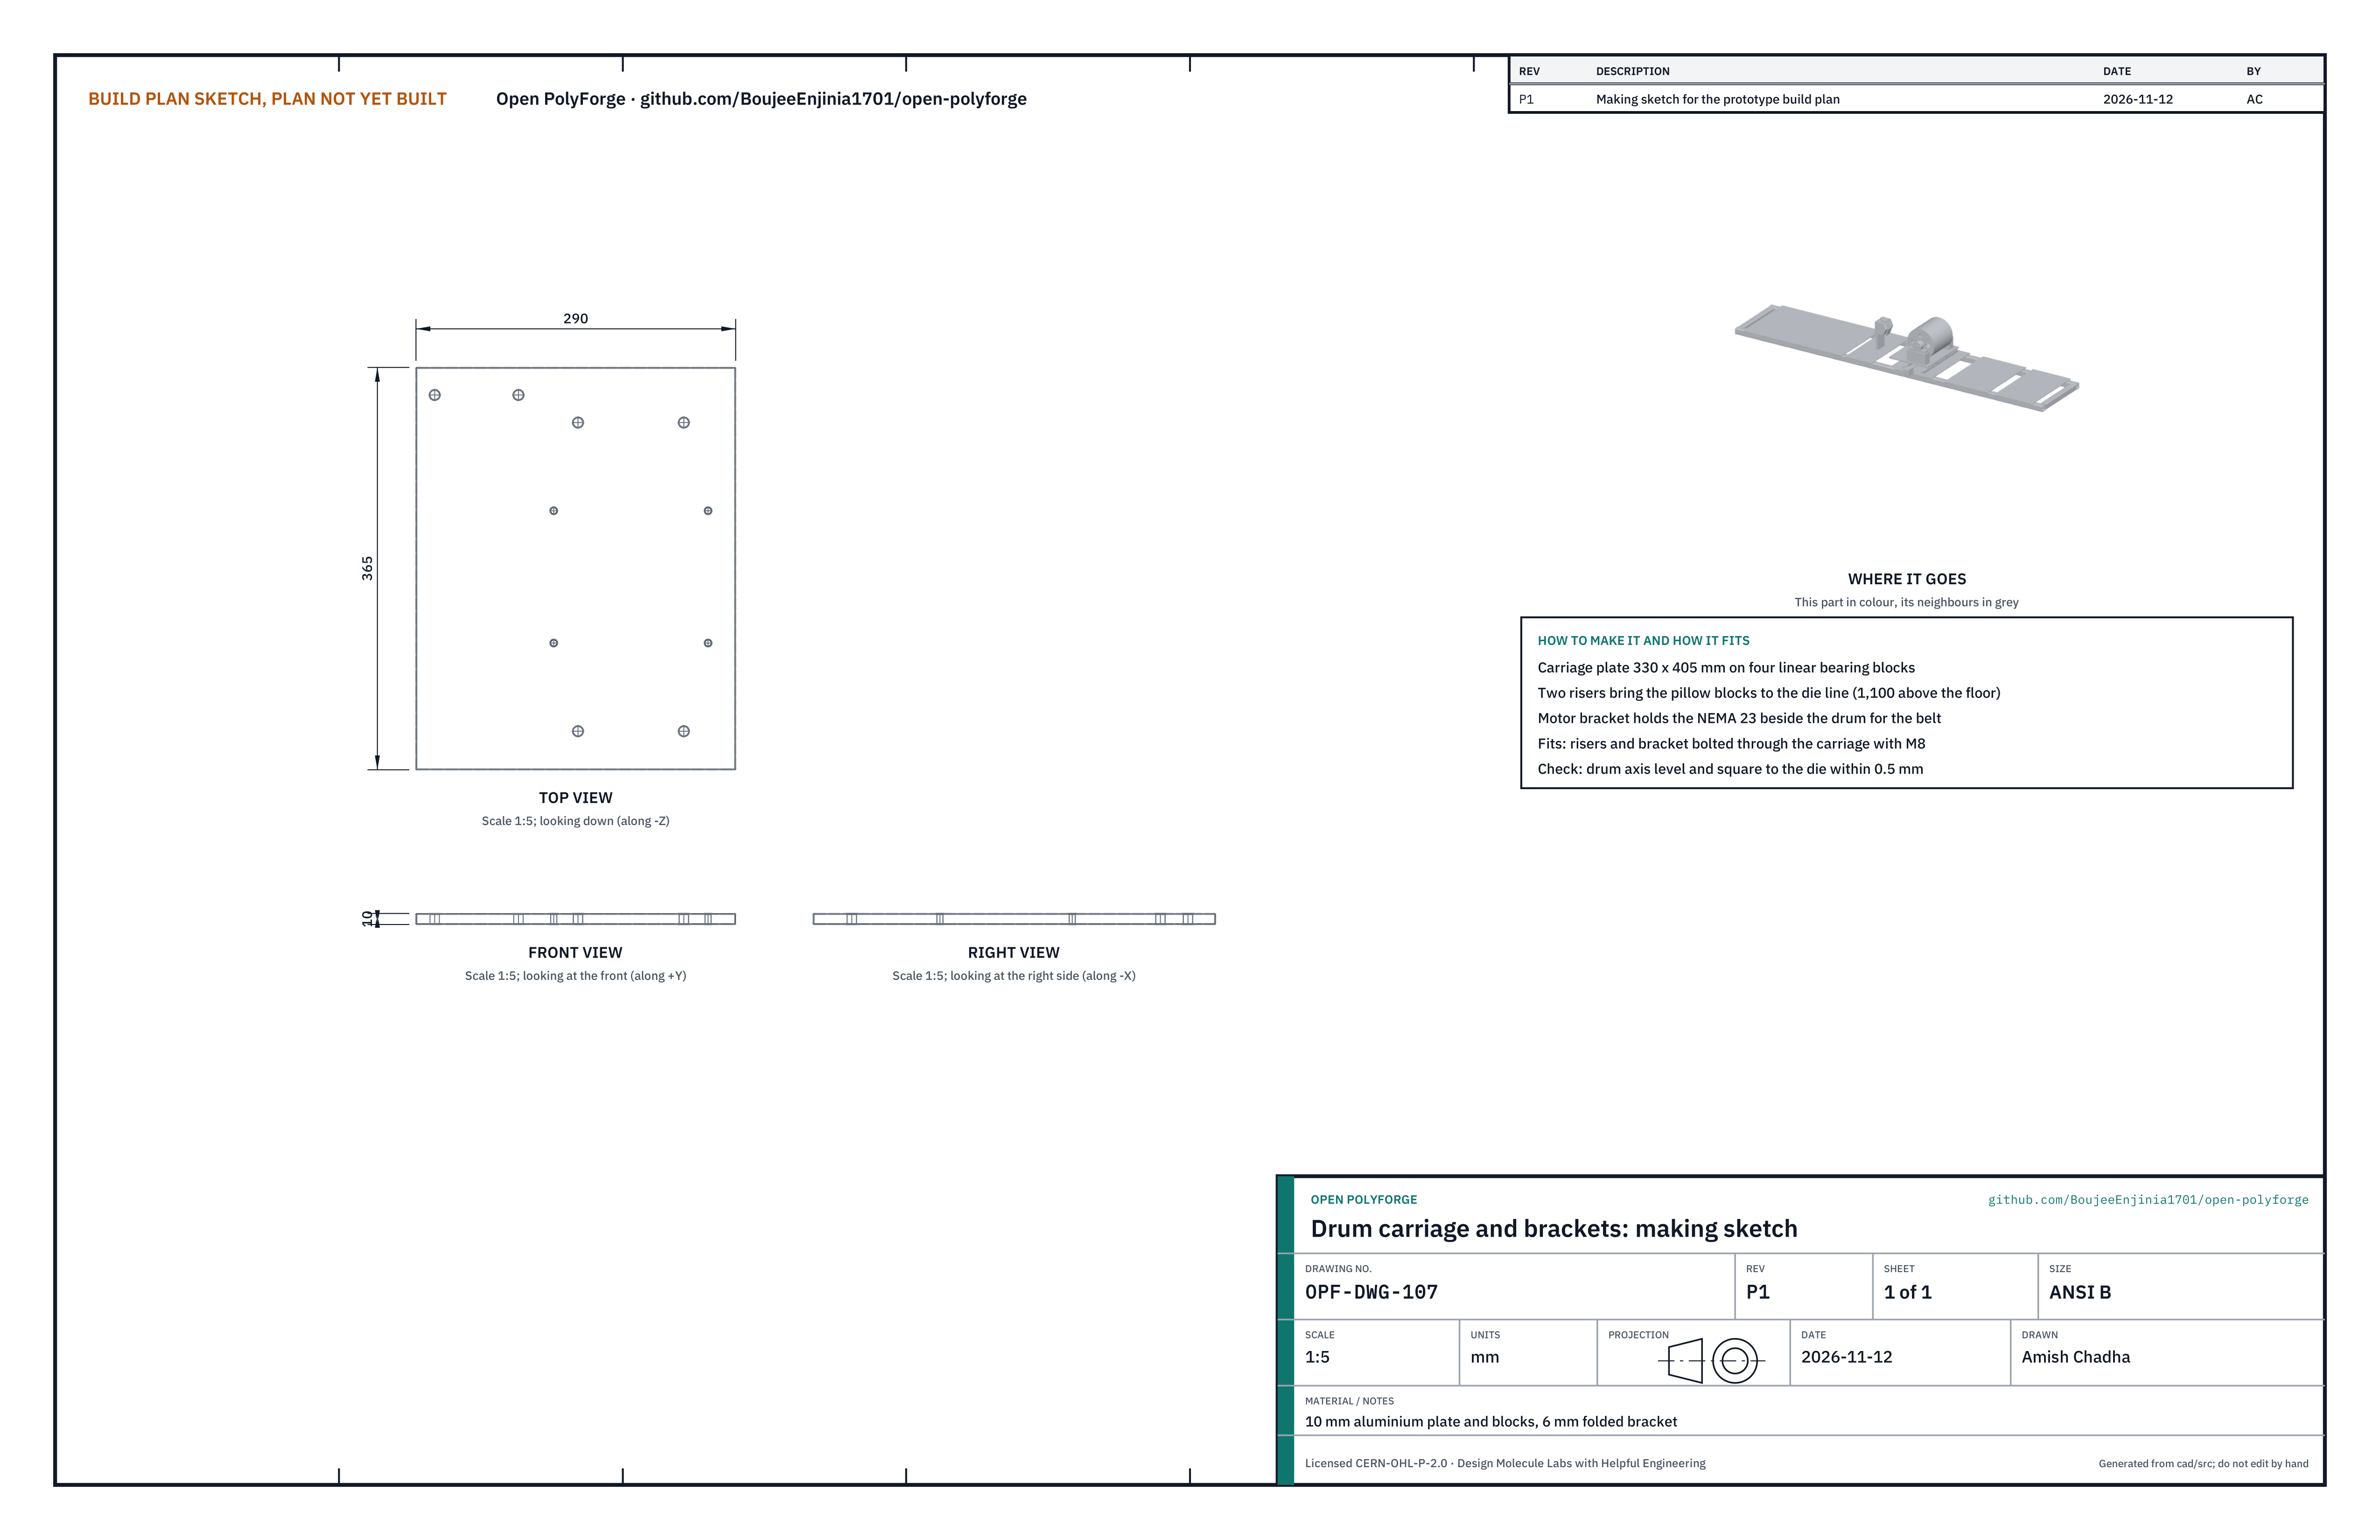 BUILD PLAN SKETCH, PLAN NOT YET BUILT
Open PolyForge · github.com/BoujeeEnjinia1701/open-polyforge
REV DESCRIPTION DATE BY
P1 Making sketch for the prototype build plan 2026-11-12 AC
290
365
TOP VIEW
Scale 1:5; looking down (along -Z)
10
FRONT VIEW
Scale 1:5; looking at the front (along +Y)
RIGHT VIEW
Scale 1:5; looking at the right side (along -X)
WHERE IT GOES
This part in colour, its neighbours in grey
HOW TO MAKE IT AND HOW IT FITS
Carriage plate 330 x 405 mm on four linear bearing blocks
Two risers bring the pillow blocks to the die line (1,100 above the floor)
Motor bracket holds the NEMA 23 beside the drum for the belt
Fits: risers and bracket bolted through the carriage with M8
Check: drum axis level and square to the die within 0.5 mm
OPEN POLYFORGE
github.com/BoujeeEnjinia1701/open-polyforge
Drum carriage and brackets: making sketch
DRAWING NO. REV SHEET SIZE
OPF-DWG-107 P1 1 of 1 ANSI B
SCALE UNITS PROJECTION DATE DRAWN
1:5 mm 2026-11-12 Amish Chadha
MATERIAL / NOTES
10 mm aluminium plate and blocks, 6 mm folded bracket
Licensed CERN-OHL-P-2.0 · Design Molecule Labs with Helpful Engineering
Generated from cad/src; do not edit by hand